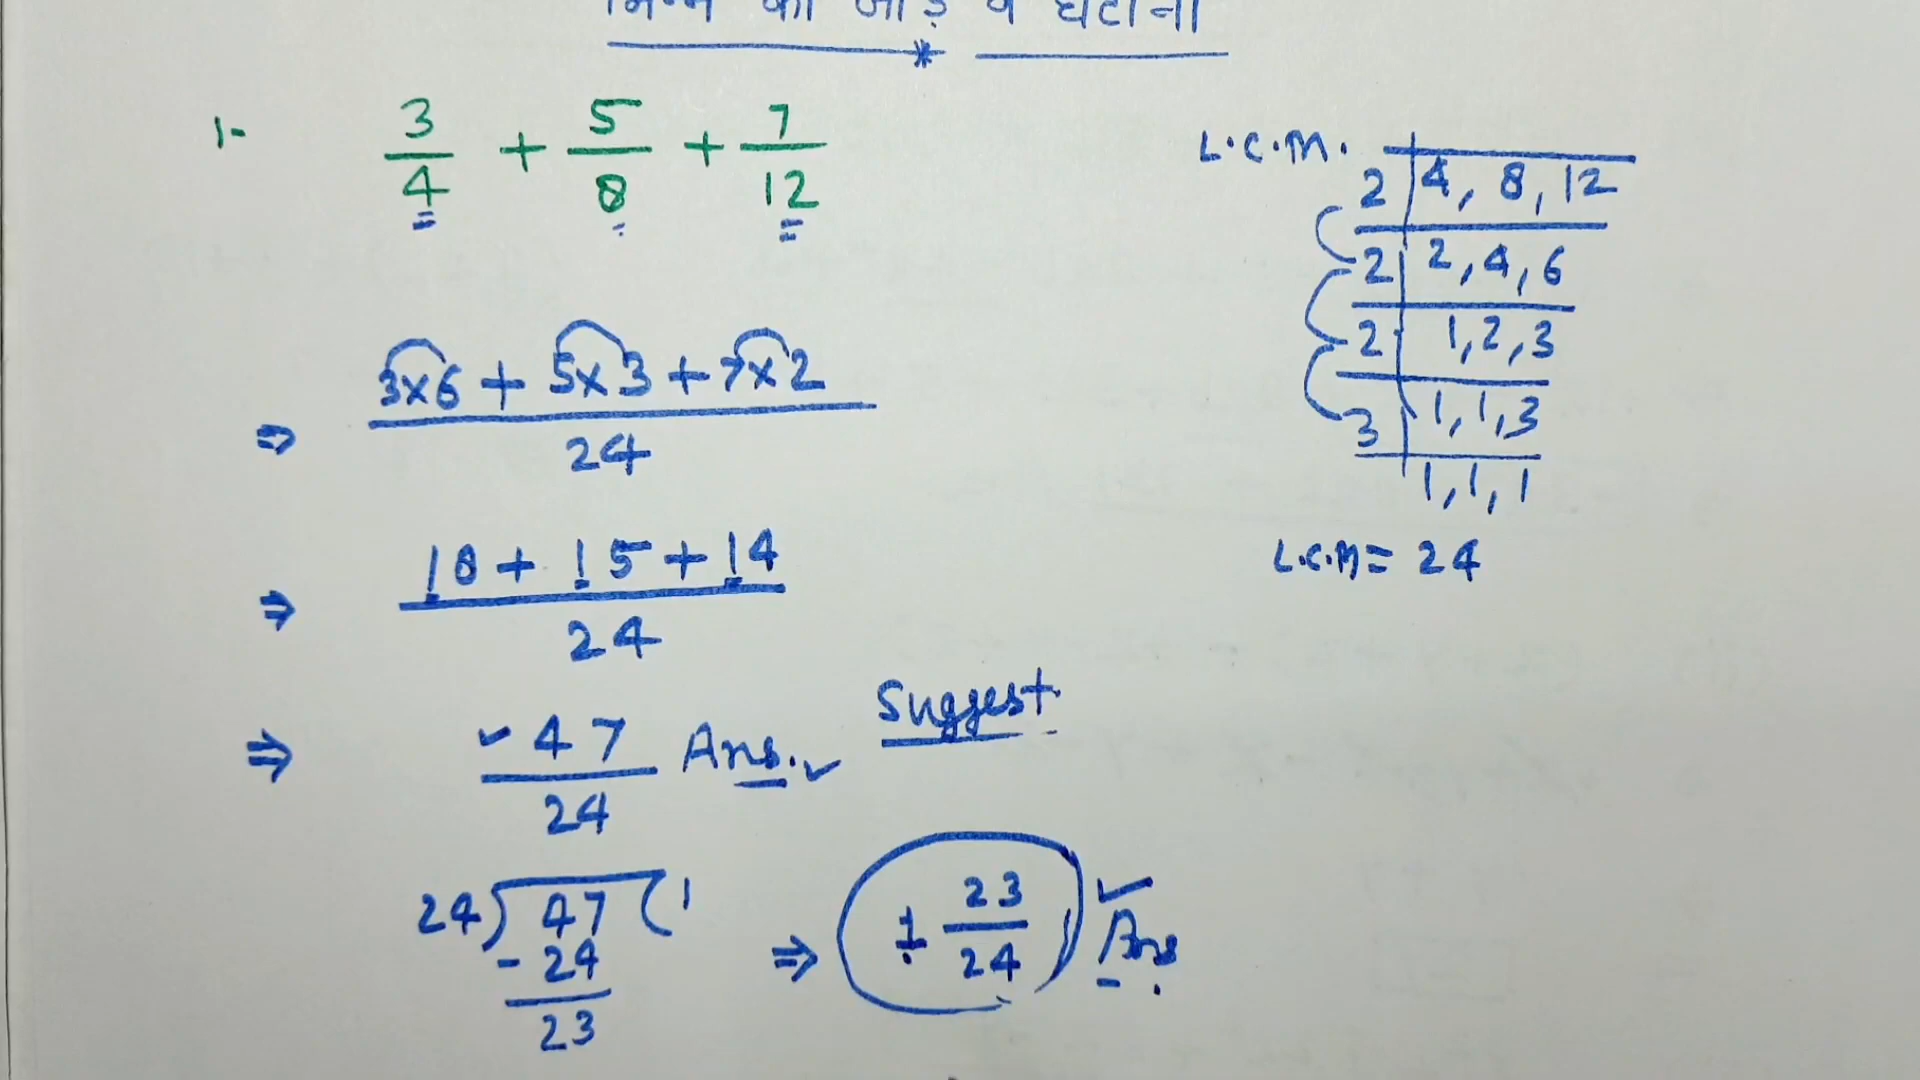 भिन्न का जोड़ व घटाना
1- 3/4 + 5/8 + 7/12
⇒ 3×6 + 5×3 + 7×2 / 24
⇒ 18 + 15 + 14 / 24
⇒ 47/24 Ans.
Suggest.
24) 47 (1
- 24
23
⇒ 1 23/24 Ans
L.C.M.
2 | 4, 8, 12
2 | 2, 4, 6
2 | 1, 2, 3
3 | 1, 1, 3
1, 1, 1
L.C.M = 24